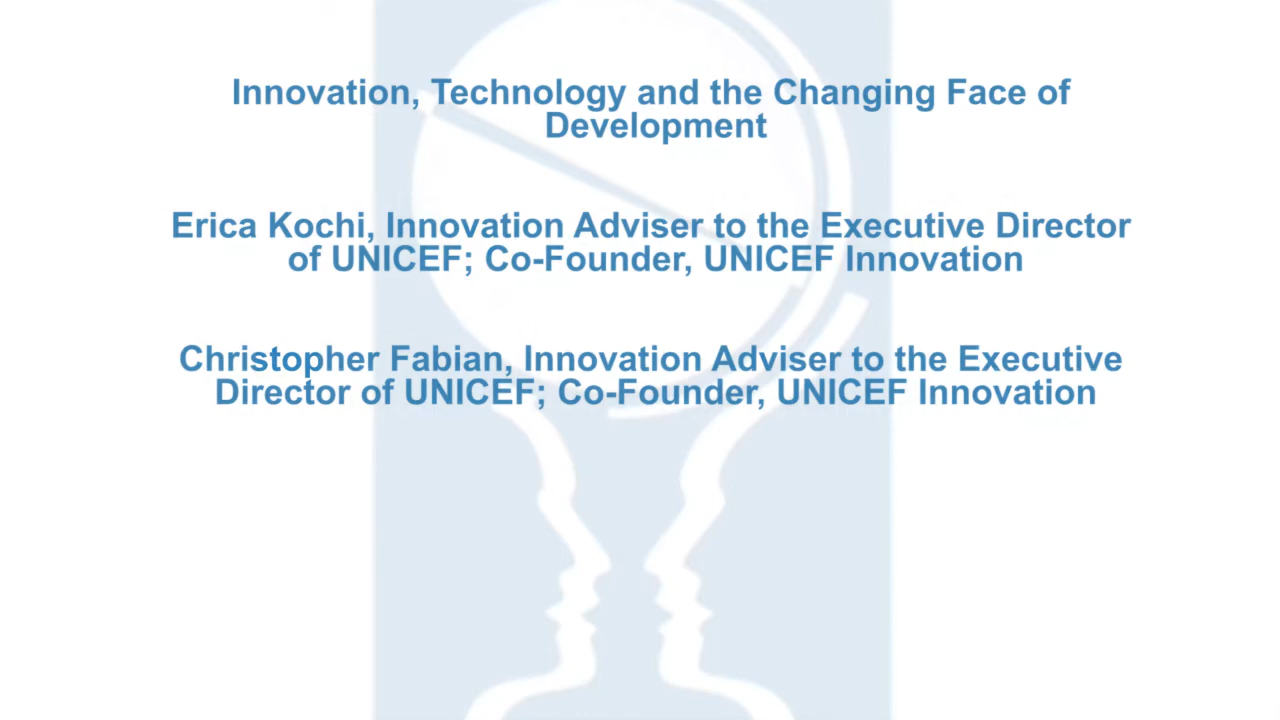 Innovation, Technology and the Changing Face of
Development
Erica Kochi, Innovation Adviser to the Executive Director
of UNICEF; Co-Founder, UNICEF Innovation
Christopher Fabian, Innovation Adviser to the Executive
Director of UNICEF; Co-Founder, UNICEF Innovation